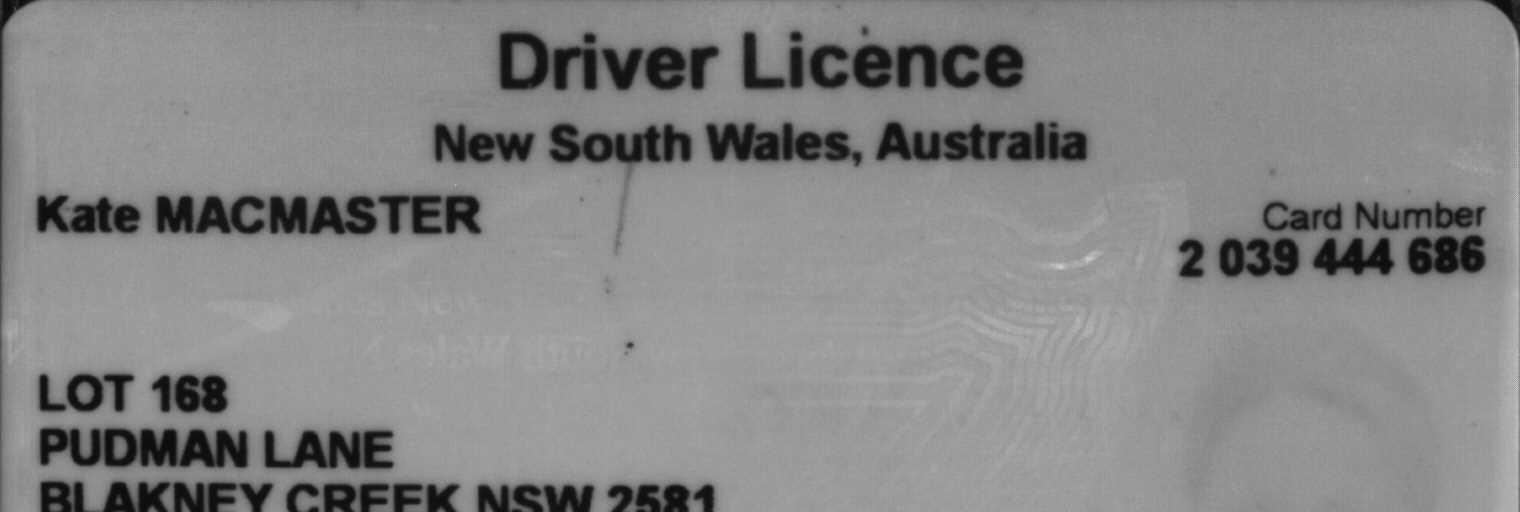 Driver Licence
New South Wales, Australia
Kate MACMASTER
Card Number
2 039 444 686
LOT 168
PUDMAN LANE
BLAKNEY CREEK NSW 2581